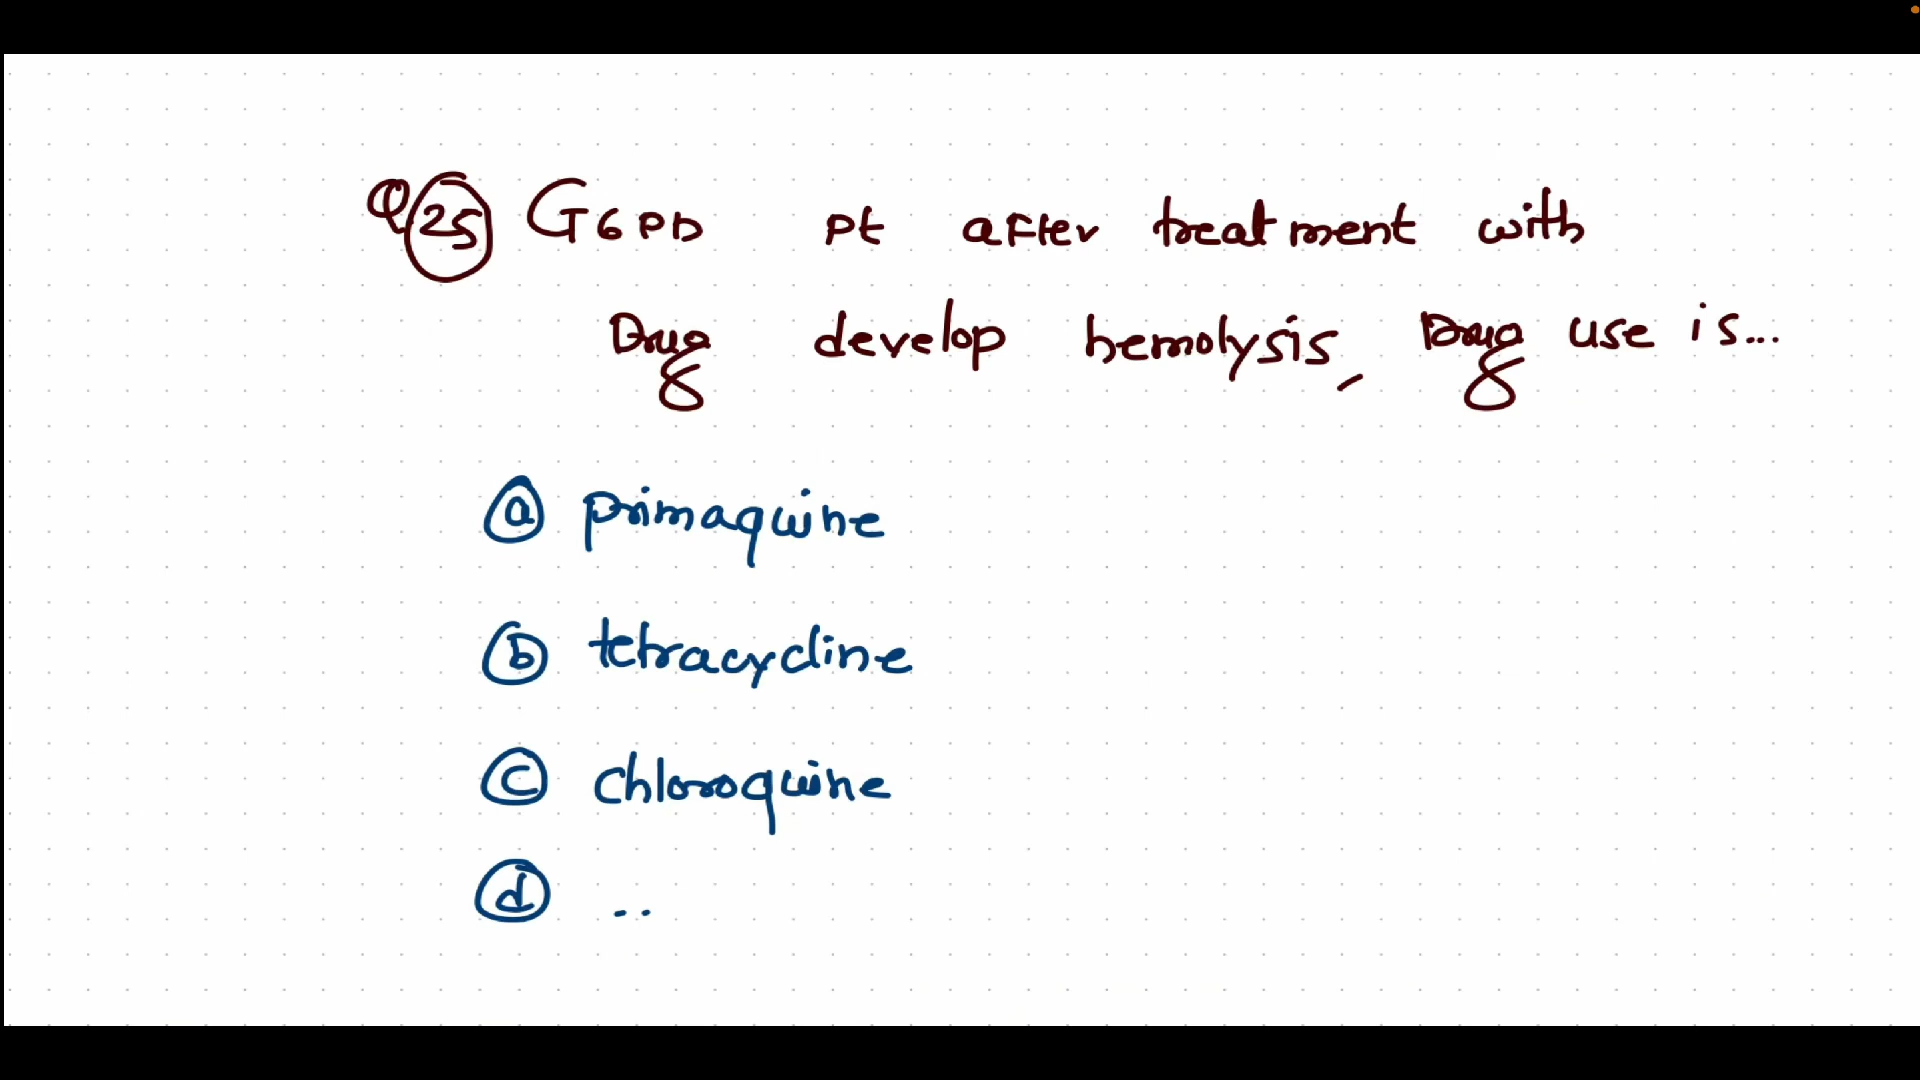 Q 25 G6PD pt after treatment with
Drug develop hemolysis, Drug use is...
a primaquine
b tetracycline
c chloroquine
d ..